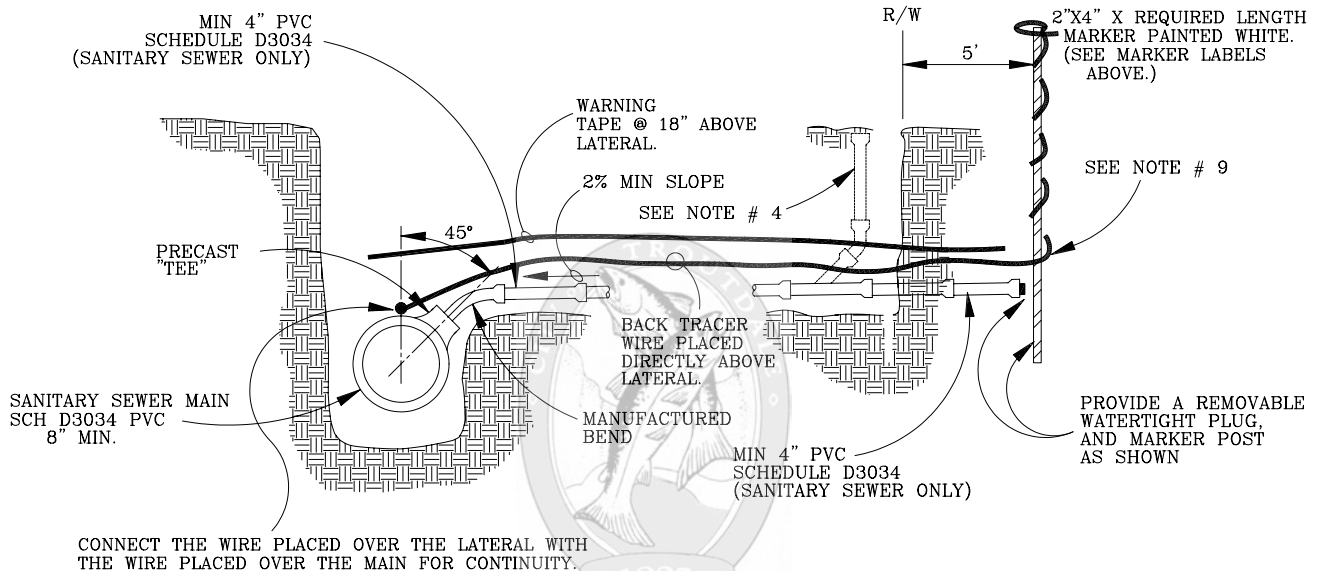 MIN 4" PVC
SCHEDULE D3034
(SANITARY SEWER ONLY)
R/W
5'
2"X4" X REQUIRED LENGTH
MARKER PAINTED WHITE.
(SEE MARKER LABELS
ABOVE.)
WARNING
TAPE @ 18" ABOVE
LATERAL.
2% MIN SLOPE
SEE NOTE # 4
SEE NOTE # 9
45°
PRECAST
"TEE"
BACK TRACER
WIRE PLACED
DIRECTLY ABOVE
LATERAL.
SANITARY SEWER MAIN
SCH D3034 PVC
8" MIN.
MANUFACTURED
BEND
MIN 4" PVC
SCHEDULE D3034
(SANITARY SEWER ONLY)
PROVIDE A REMOVABLE
WATERTIGHT PLUG,
AND MARKER POST
AS SHOWN
CONNECT THE WIRE PLACED OVER THE LATERAL WITH
THE WIRE PLACED OVER THE MAIN FOR CONTINUITY.